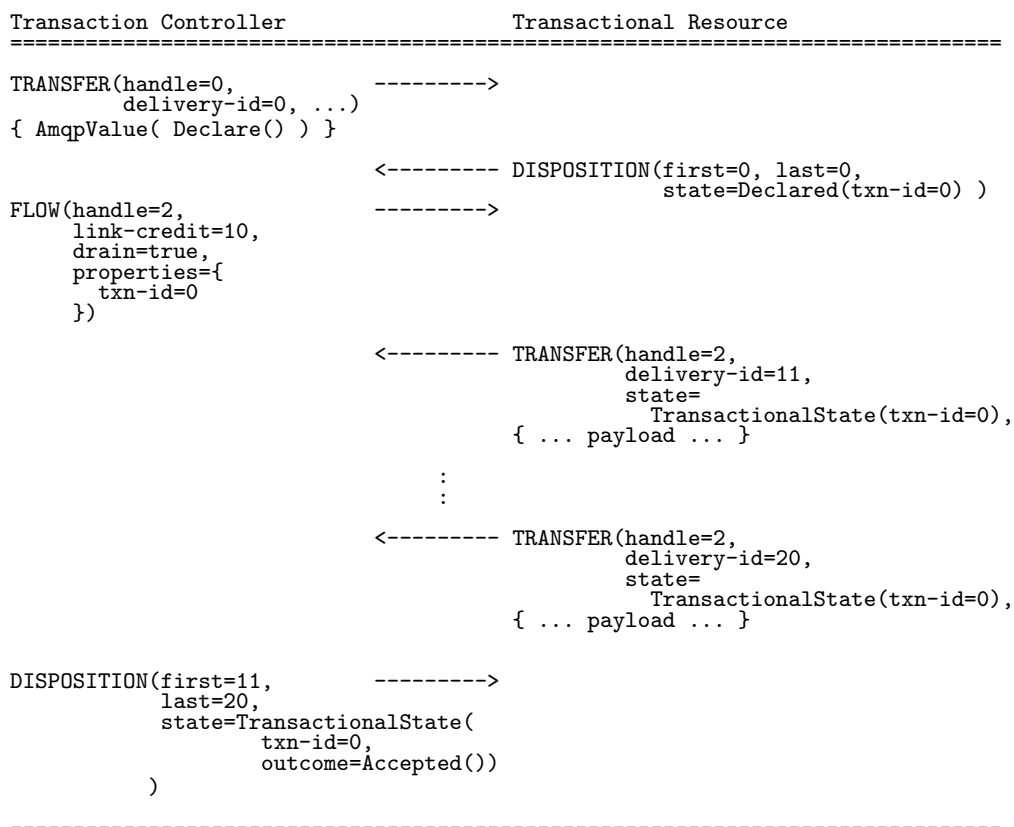 Transaction Controller                  Transactional Resource
===============================================================================
TRANSFER(handle=0,           --------->
         delivery-id=0, ...)
{ AmqpValue( Declare() ) }
                             <--------- DISPOSITION(first=0, last=0,
                                                    state=Declared(txn-id=0) )
FLOW(handle=2,               --------->
     link-credit=10,
     drain=true,
     properties={
       txn-id=0
     })
                             <--------- TRANSFER(handle=2,
                                                 delivery-id=11,
                                                 state=
                                                   TransactionalState(txn-id=0),
                                        { ... payload ... }
                                  :
                                  :
                             <--------- TRANSFER(handle=2,
                                                 delivery-id=20,
                                                 state=
                                                   TransactionalState(txn-id=0),
                                        { ... payload ... }
DISPOSITION(first=11,        --------->
            last=20,
            state=TransactionalState(
                    txn-id=0,
                    outcome=Accepted())
           )
-------------------------------------------------------------------------------